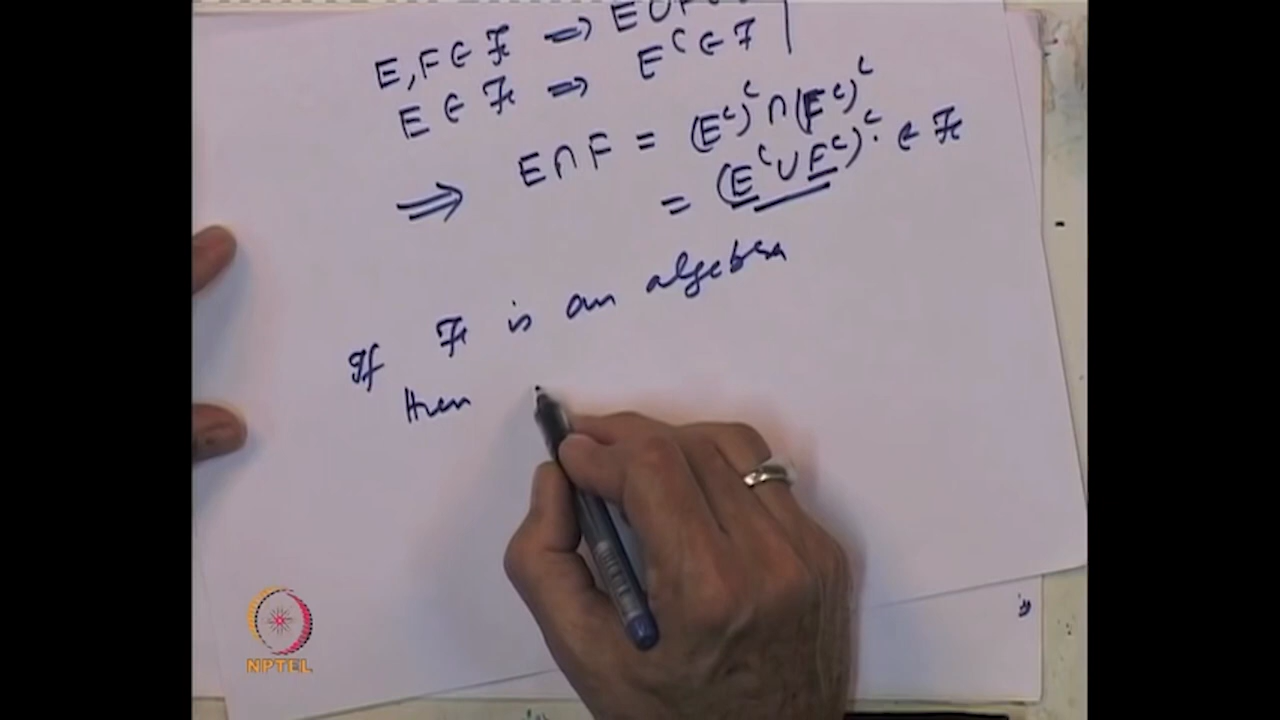 E, F ∈ ℱ ⟹ E ∪ F
E ∈ ℱ ⟹ E^c ∈ ℱ
⟹ E ∩ F = (E^c)^c ∩ (F^c)^c
= (E^c ∪ F^c)^c. ∈ ℱ
If ℱ is an algebra
then
NPTEL